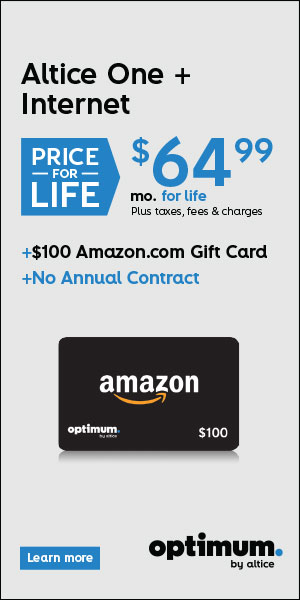 Altice One +
Internet
PRICE
FOR
LIFE
$64.99
mo. for life
Plus taxes, fees & charges
+$100 Amazon.com Gift Card
+No Annual Contract
amazon
optimum.
by altice
$100
Learn more
optimum.
by altice